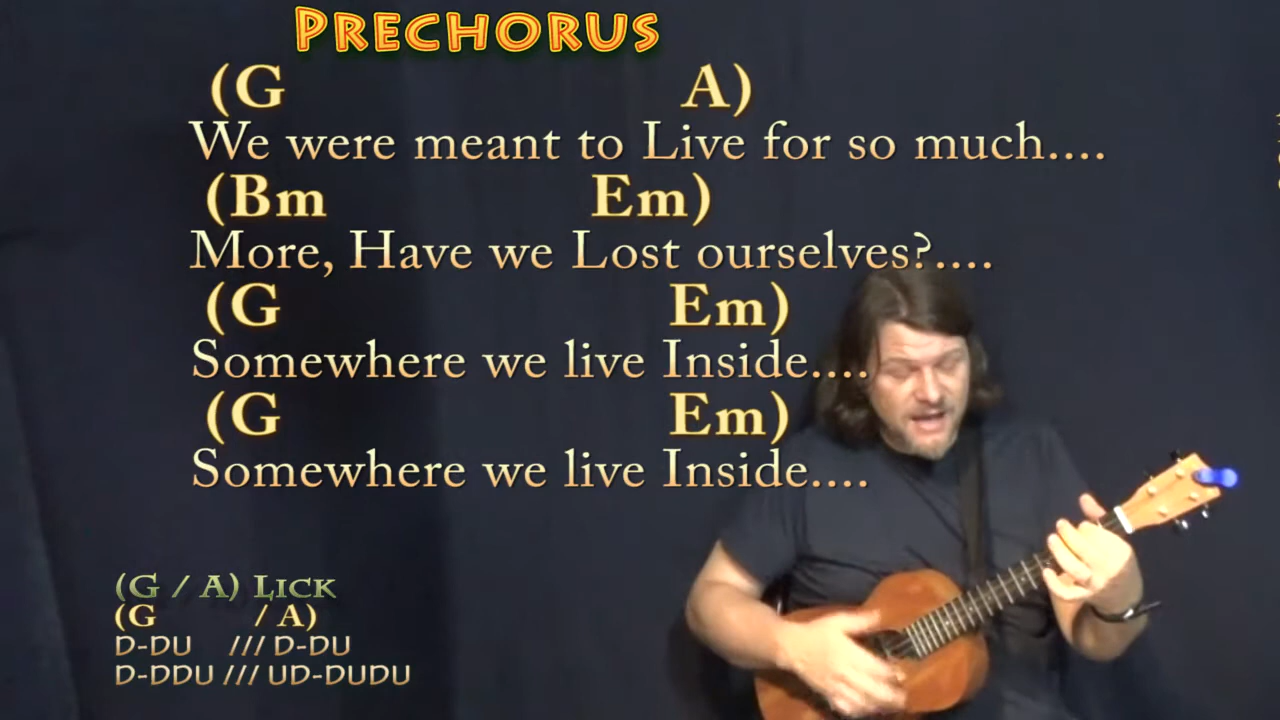 PRECHORUS
(G A)
We were meant to Live for so much....
(Bm Em)
More, Have we Lost ourselves?....
(G Em)
Somewhere we live Inside....
(G Em)
Somewhere we live Inside....
(G / A) LICK
(G / A)
D-DU /// D-DU
D-DDU /// UD-DUDU